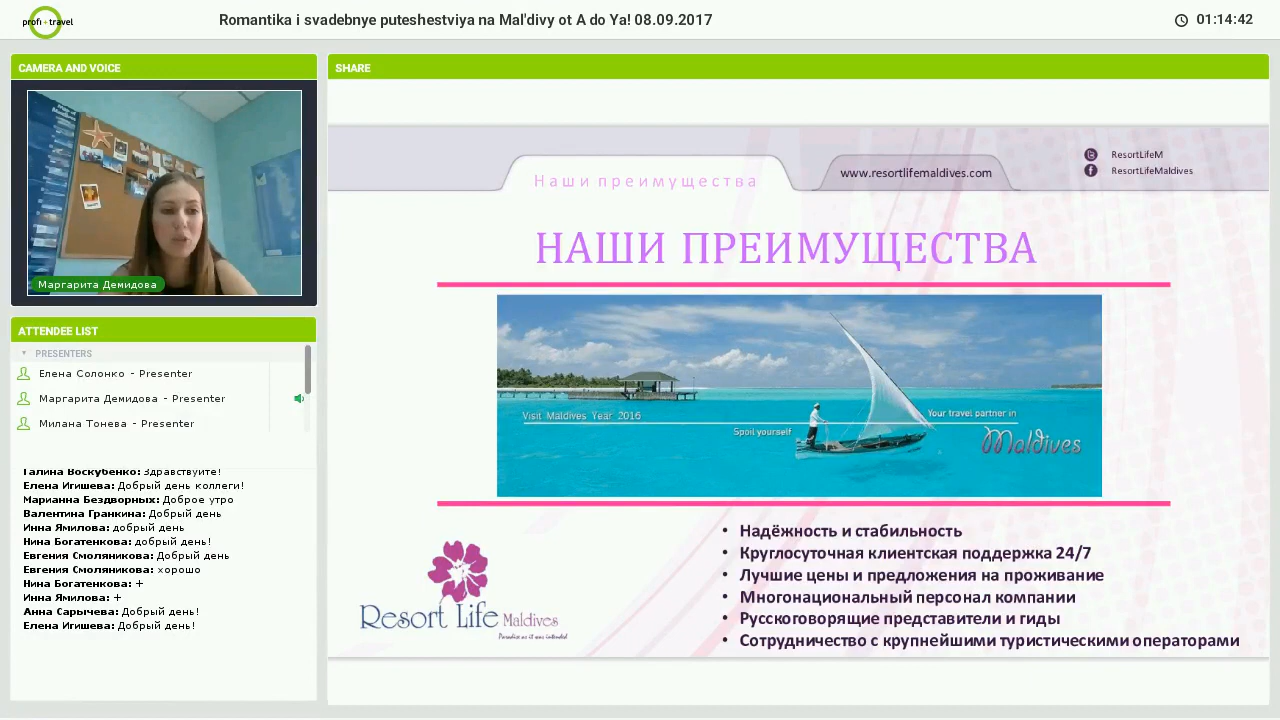 profi travel
Romantika i svadebnye puteshestviya na Mal'divy ot A do Ya! 08.09.2017
01:14:42
CAMERA AND VOICE
Маргарита Демидова
ATTENDEE LIST
PRESENTERS
Елена Солонко - Presenter
Маргарита Демидова - Presenter
Милана Тонева - Presenter
Галина Воскубенко: Здравствуйте!
Елена Игишева: Добрый день коллеги!
Марианна Бездворных: Доброе утро
Валентина Гранкина: Добрый день
Инна Ямилова: добрый день
Нина Богатенкова: добрый день!
Евгения Смоляникова: Добрый день
Евгения Смоляникова: хорошо
Нина Богатенкова: +
Инна Ямилова: +
Анна Сарычева: Добрый день!
Елена Игишева: Добрый день!
SHARE
Наши преимущества
www.resortlifemaldives.com
ResortLifeM
ResortLifeMaldives
НАШИ ПРЕИМУЩЕСТВА
Visit Maldives Year 2016
Spoil yourself
Your travel partner in
Maldives
Resort Life Maldives
Paradise as it was intended
• Надёжность и стабильность
• Круглосуточная клиентская поддержка 24/7
• Лучшие цены и предложения на проживание
• Многонациональный персонал компании
• Русскоговорящие представители и гиды
• Сотрудничество с крупнейшими туристическими операторами